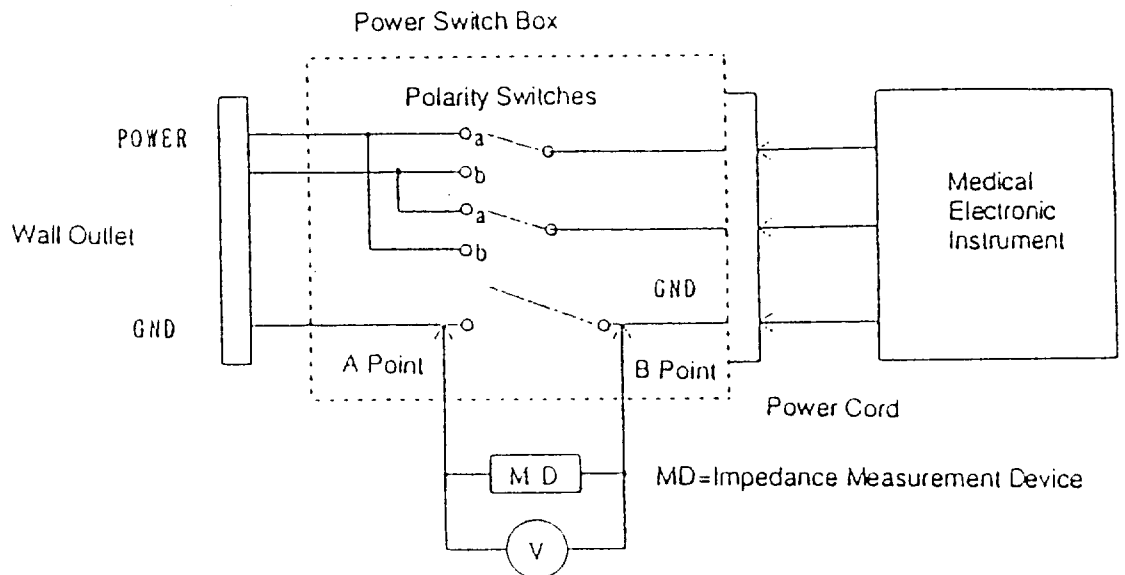 Power Switch Box
Polarity Switches
POWER
a
b
a
b
Wall Outlet
GND
GND
A Point
B Point
Medical
Electronic
Instrument
Power Cord
M D
MD=Impedance Measurement Device
V